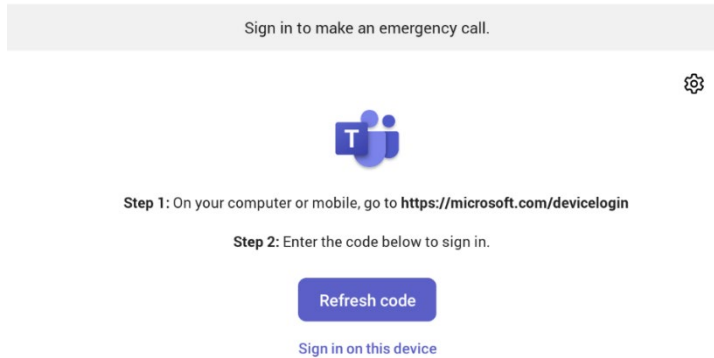 Sign in to make an emergency call.
T
Step 1: On your computer or mobile, go to https://microsoft.com/devicelogin
Step 2: Enter the code below to sign in.
Refresh code
Sign in on this device